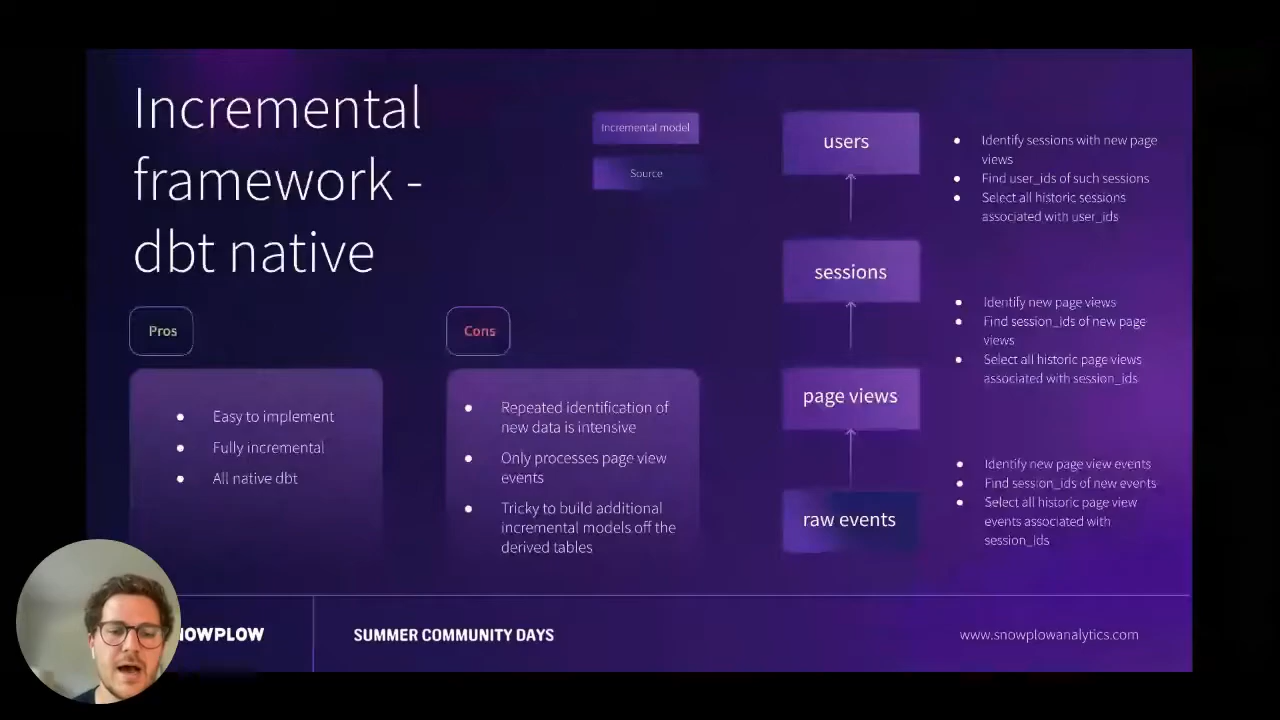 Incremental
framework -
dbt native
Incremental model
Source
Pros
Easy to implement
Fully incremental
All native dbt
Cons
Repeated identification of
new data is intensive
Only processes page view
events
Tricky to build additional
incremental models off the
derived tables
users
sessions
page views
raw events
Identify sessions with new page
views
Find user_ids of such sessions
Select all historic sessions
associated with user_ids
Identify new page views
Find session_ids of new page
views
Select all historic page views
associated with session_ids
Identify new page view events
Find session_ids of new events
Select all historic page view
events associated with
session_ids
NOWPLOW
SUMMER COMMUNITY DAYS
www.snowplowanalytics.com